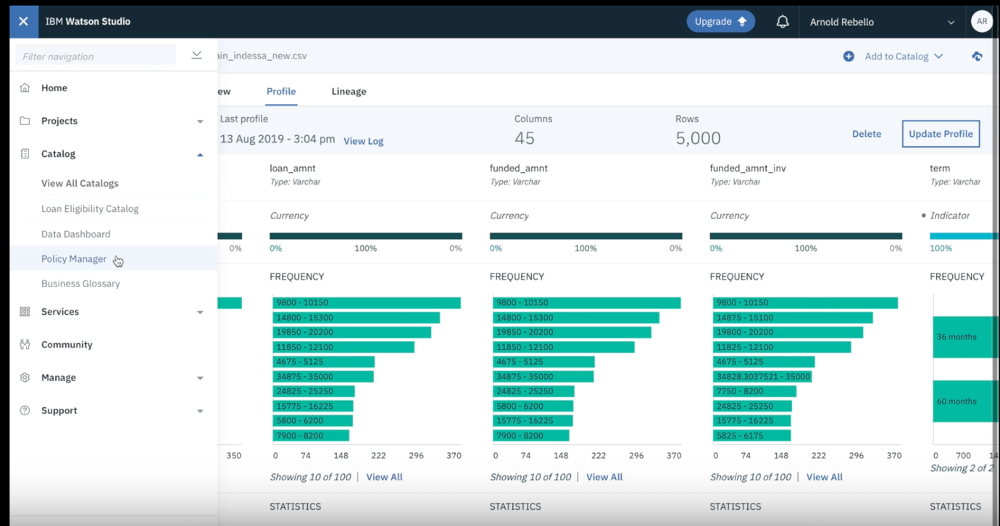 IBM Watson Studio
Upgrade
Arnold Rebello
AR
Filter navigation
Home
Projects
Catalog
View All Catalogs
Loan Eligibility Catalog
Data Dashboard
Policy Manager
Business Glossary
Services
Community
Manage
Support
ain_indessa_new.csv
Add to Catalog
ew
Profile
Lineage
Last profile
13 Aug 2019 - 3:04 pm View Log
Columns
45
Rows
5,000
Delete
Update Profile
0%
350
loan_amnt
Type: Varchar
Currency
0% 100% 0%
FREQUENCY
9800 - 10150
14800 - 15300
19850 - 20200
11850 - 12100
4675 - 5125
34875 - 35000
24825 - 25250
15775 - 16225
5800 - 6200
7900 - 8200
0 74 148 222 296 370
Showing 10 of 100 | View All
STATISTICS
funded_amnt
Type: Varchar
Currency
0% 100% 0%
FREQUENCY
9800 - 10150
14800 - 15300
19850 - 20200
11850 - 12100
4675 - 5125
34875 - 35000
24825 - 25250
5800 - 6200
15775 - 16225
7900 - 8200
0 74 148 222 296 370
Showing 10 of 100 | View All
STATISTICS
funded_amnt_inv
Type: Varchar
Currency
0% 100% 0%
FREQUENCY
9800 - 10150
14875 - 15100
19800 - 20200
11825 - 12100
4675 - 5125
34828.3037521 - 35000
7750 - 8200
24825 - 25250
15775 - 16225
5825 - 6175
0 74 148 222 296 370
Showing 10 of 100 | View All
STATISTICS
term
Type: Varchar
Indicator
100%
FREQUENCY
36 months
60 months
0 700 14
Showing 2 of 2
STATISTICS